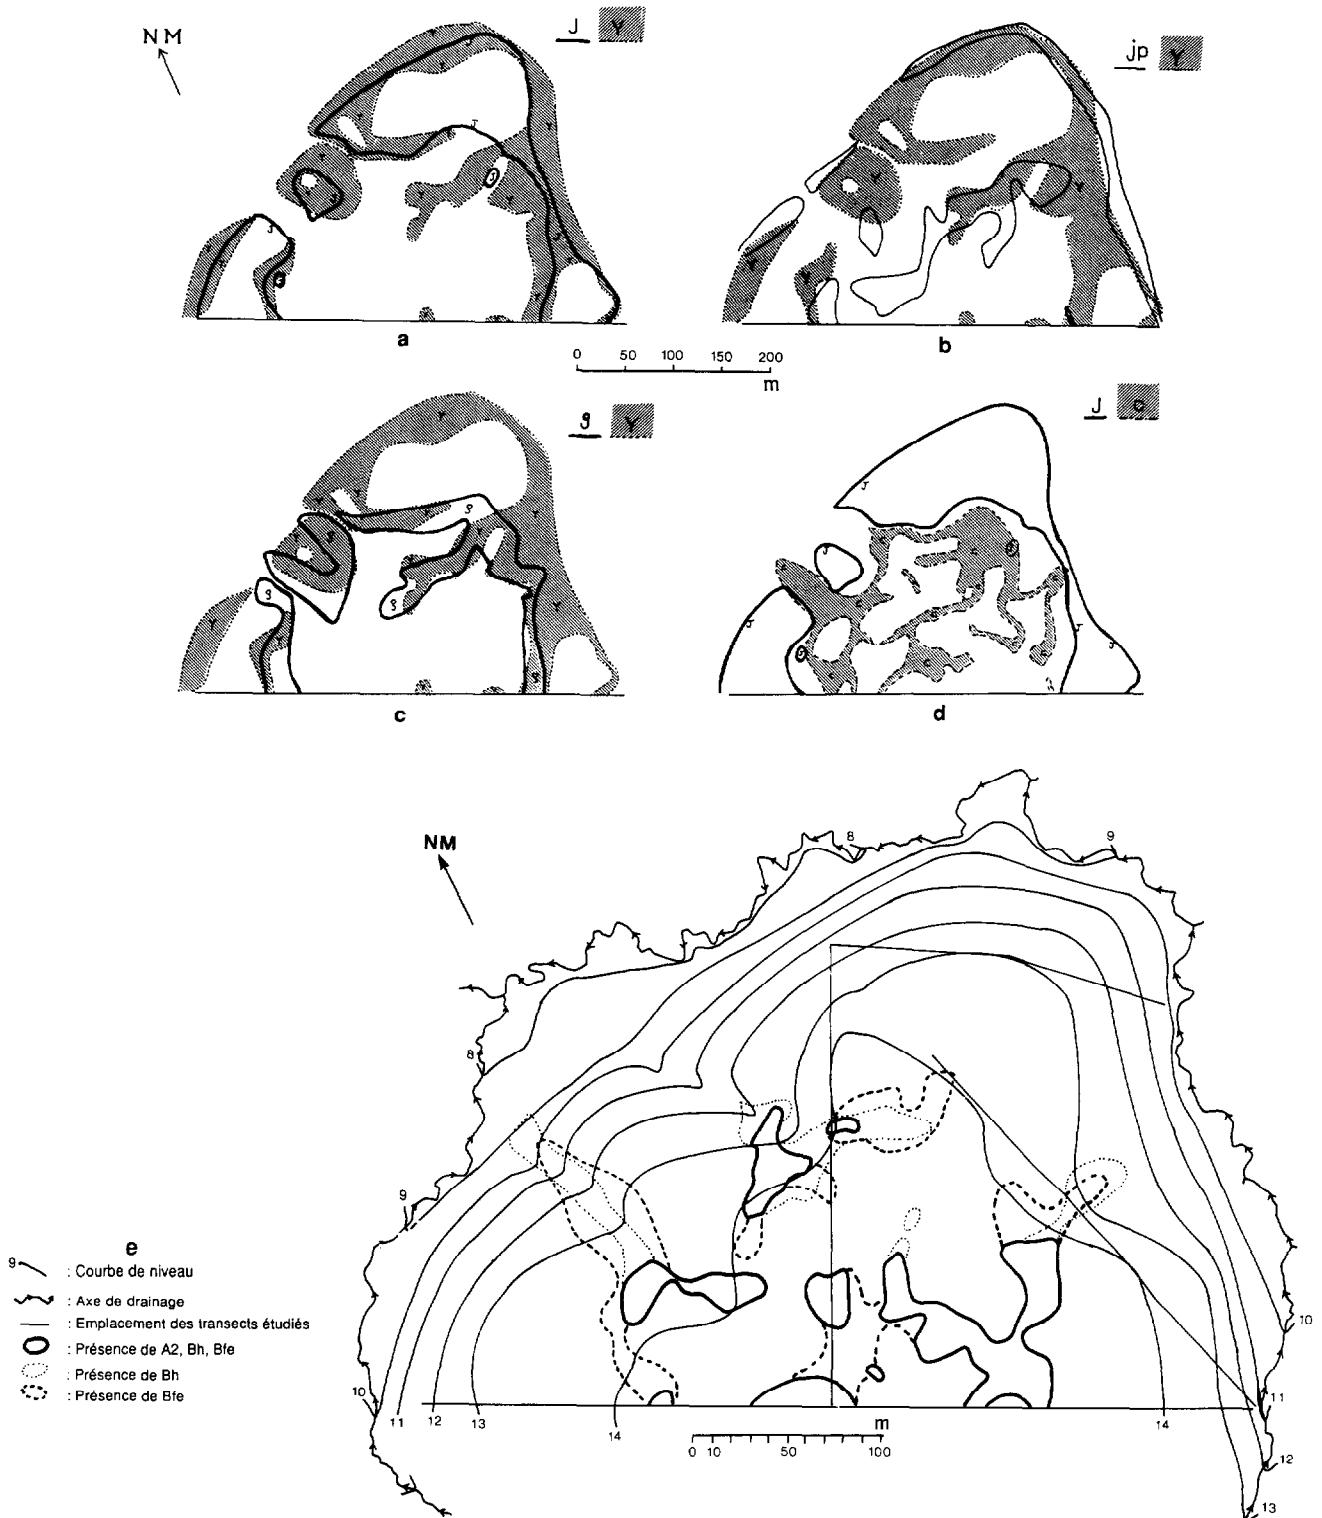 NM
J Y
jp Y
a
b
0 50 100 150 200
m
g Y
J c
c
d
NM
8
9
8
9
10
11
12
13
14
14
10
11
12
13
e
9 : Courbe de niveau
: Axe de drainage
: Emplacement des transects étudiés
: Présence de A2, Bh, Bfe
: Présence de Bh
: Présence de Bfe
m
0 10 50 100